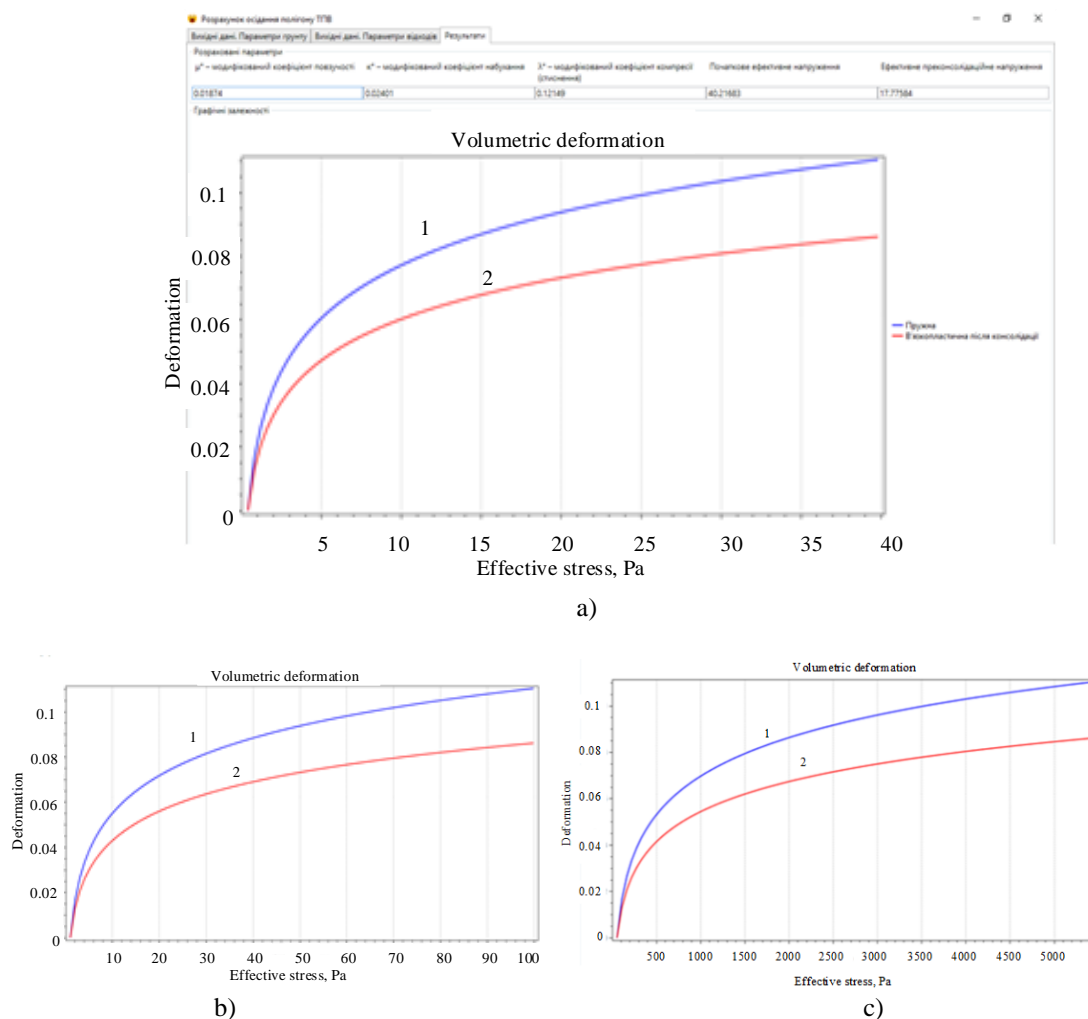 Розрахунок осідання полігону ТПВ
Вихідні дані. Параметри ґрунту Вихідні дані. Параметри відходів Результати
Розраховані параметри
μ* – модифікований коефіцієнт повзучості κ* – модифікований коефіцієнт набухання λ* – модифікований коефіцієнт компресії (стиснення) Початкове ефективне напруження Ефективне преконсолідаційне напруження
0.01874 0.02401 0.12149 40.21683 17.77584
Графічні залежності
Volumetric deformation
0.1
0.08
0.06
0.04
0.02
0
Deformation
1
2
Пружна
В'язкопластична після консолідації
5 10 15 20 25 30 35 40
Effective stress, Pa
a)
Volumetric deformation
0.1
0.08
0.06
0.04
0.02
0
Deformation
1
2
10 20 30 40 50 60 70 80 90 100
Effective stress, Pa
b)
Volumetric deformation
0.1
0.08
0.06
0.04
0.02
0
Deformation
1
2
500 1000 1500 2000 2500 3000 3500 4000 4500 5000
Effective stress, Pa
c)